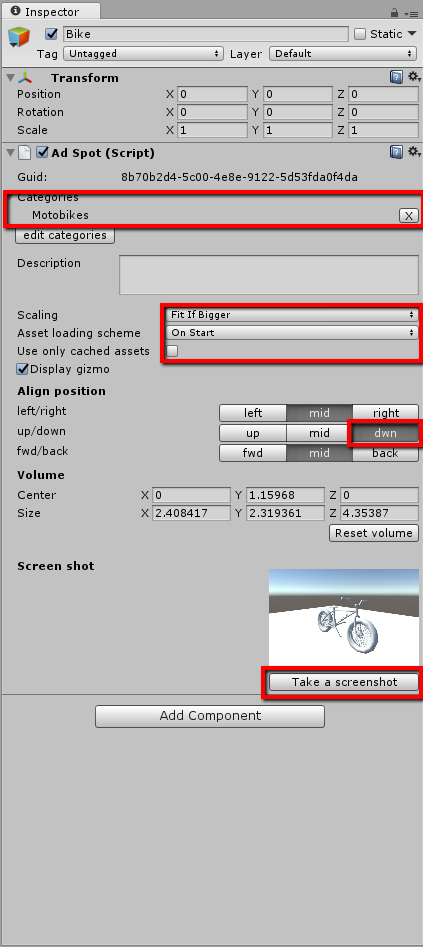 Inspector
Bike Static
Tag Untagged Layer Default
Transform
Position X 0 Y 0 Z 0
Rotation X 0 Y 0 Z 0
Scale X 1 Y 1 Z 1
Ad Spot (Script)
Guid: 8b70b2d4-5c00-4e8e-9122-5d53fda0f4da
Categories
Motobikes X
edit categories
Description
Scaling Fit If Bigger
Asset loading scheme On Start
Use only cached assets
Display gizmo
Align position
left/right left mid right
up/down up mid dwn
fwd/back fwd mid back
Volume
Center X 0 Y 1.15968 Z 0
Size X 2.408417 Y 2.319361 Z 4.35387
Reset volume
Screen shot
Take a screenshot
Add Component